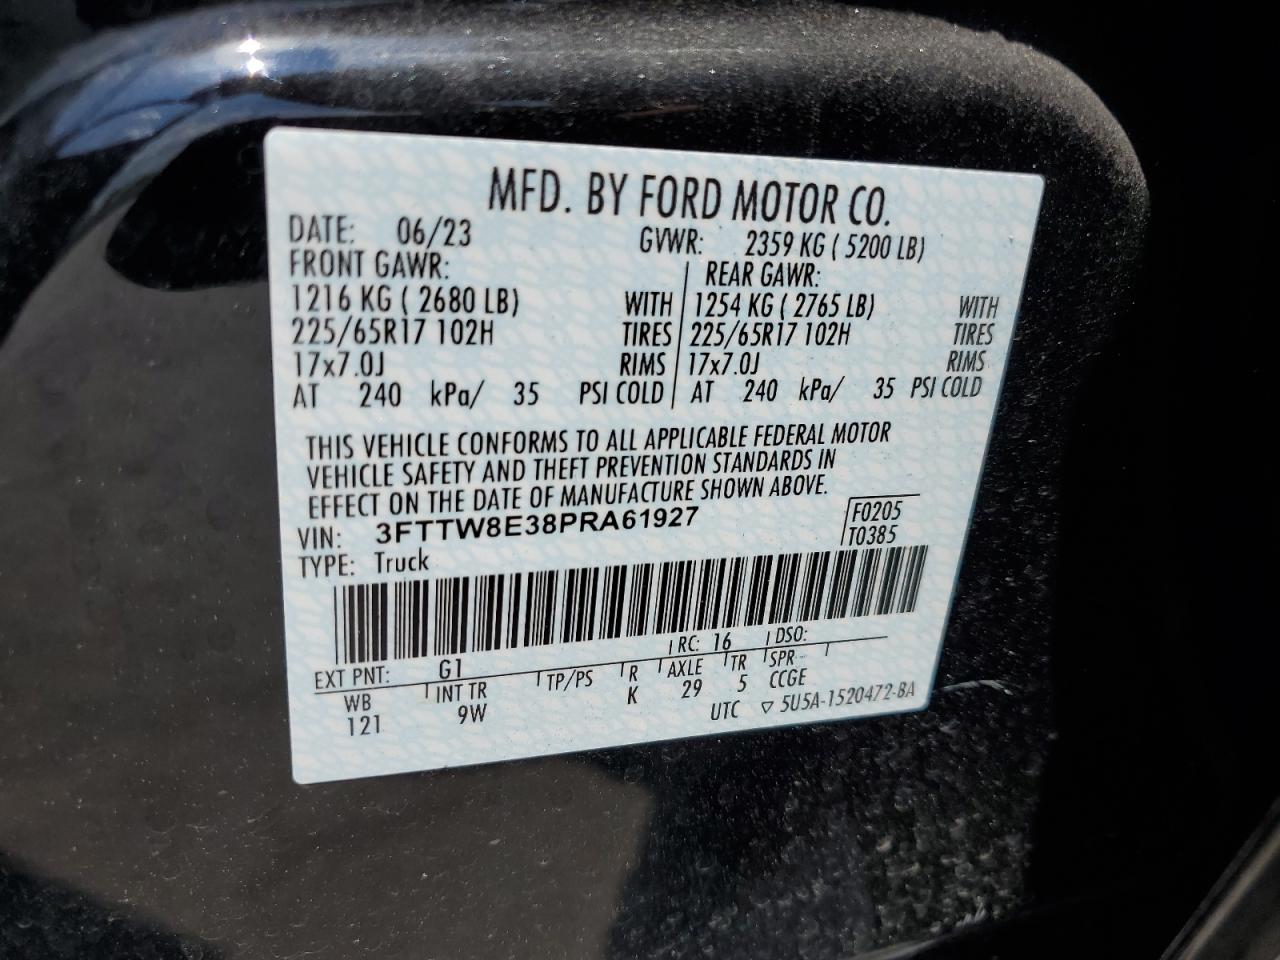 MFD. BY FORD MOTOR CO.
DATE: 06/23 GVWR: 2359 KG ( 5200 LB)
FRONT GAWR: REAR GAWR:
1216 KG ( 2680 LB) WITH 1254 KG ( 2765 LB) WITH
225/65R17 102H TIRES 225/65R17 102H TIRES
17x7.0J RIMS 17x7.0J RIMS
AT 240 kPa/ 35 PSI COLD AT 240 kPa/ 35 PSI COLD
THIS VEHICLE CONFORMS TO ALL APPLICABLE FEDERAL MOTOR
VEHICLE SAFETY AND THEFT PREVENTION STANDARDS IN
EFFECT ON THE DATE OF MANUFACTURE SHOWN ABOVE.
VIN: 3FTTW8E38PRA61927 F0205
TYPE: Truck T0385
EXT PNT: G1 RC: 16 DSO:
WB INT TR TP/PS R AXLE TR SPR
121 9W K 29 5 CCGE
UTC ▽ 5U5A-1520472-BA